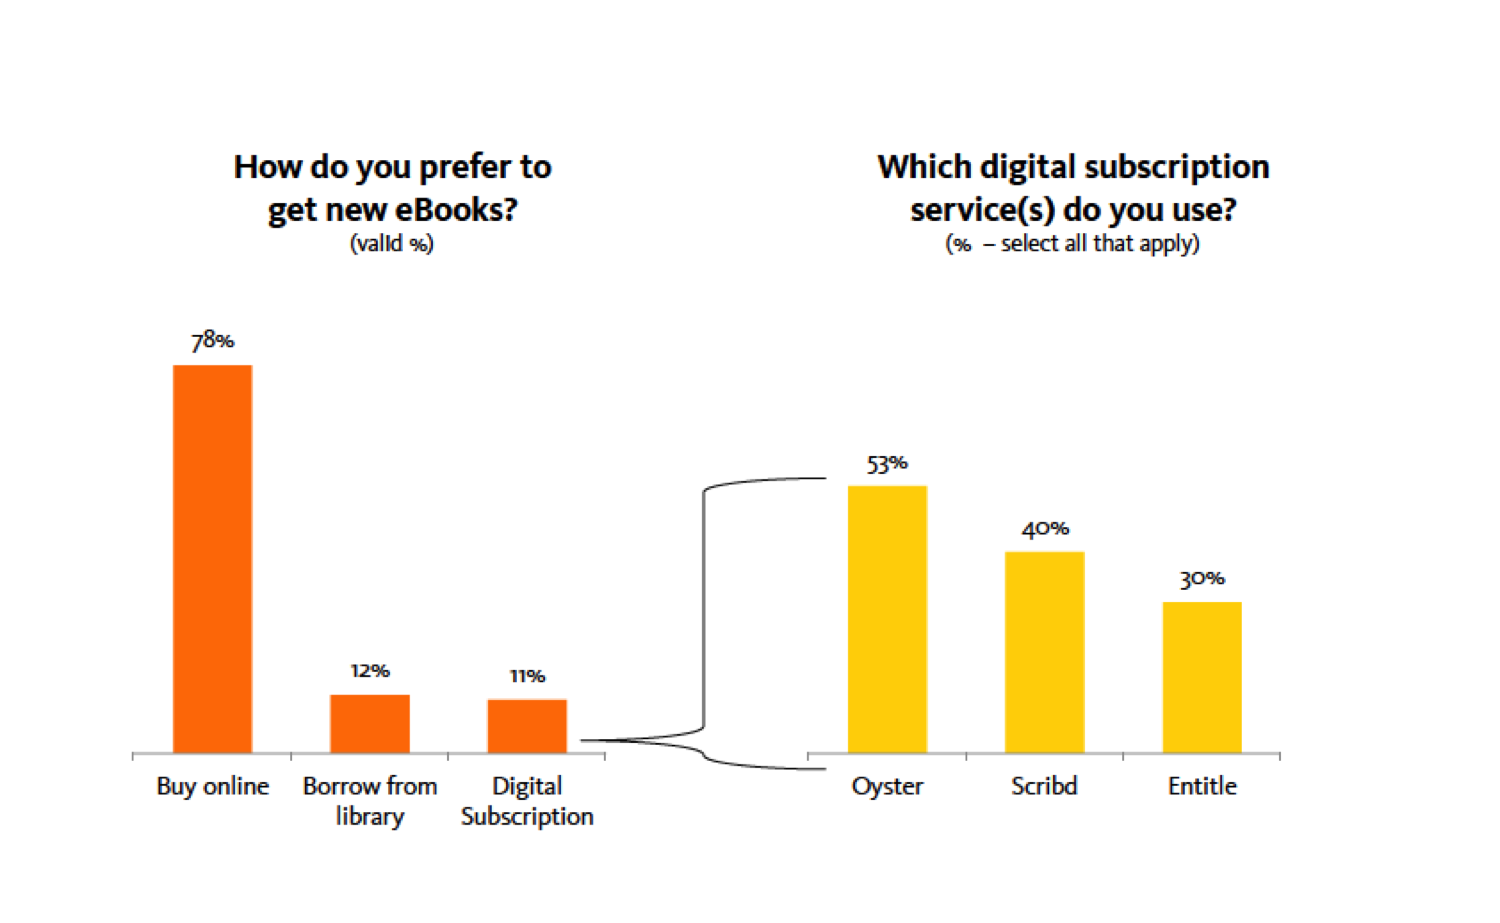 How do you prefer to
get new eBooks?
(valid %)
78%
12%
11%
Buy online
Borrow from
library
Digital
Subscription
Which digital subscription
service(s) do you use?
(% – select all that apply)
53%
40%
30%
Oyster
Scribd
Entitle